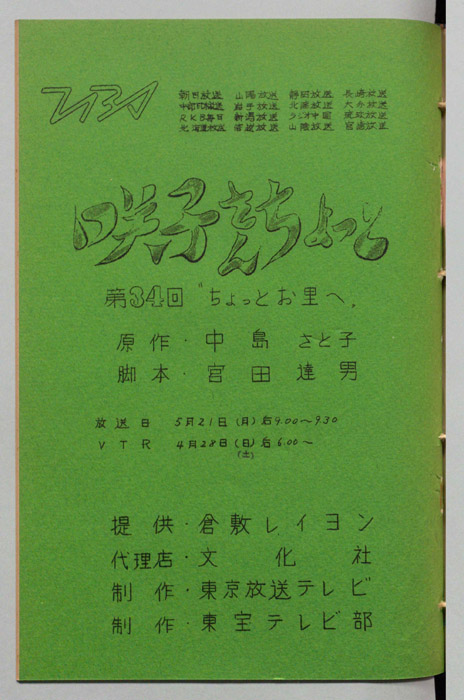 TBS
朝日放送 山陽放送 静岡放送 長崎放送
中部日本放送 岩手放送 北陸放送 大分放送
RKB毎日 新潟放送 ラジオ中国 琉球放送
北海道放送 信越放送 山陰放送 宮崎放送
咲子さんちょっと
第34回 〝ちょっとお里へ〟
原作・中島 さと子
脚本・宮田 達男
放送日 5月21日(月)后9.00〜9.30
VTR 4月28日(日)后6.00〜
(土)
提供・倉敷レイヨン
代理店・文化社
制作・東京放送テレビ
制作・東宝テレビ部